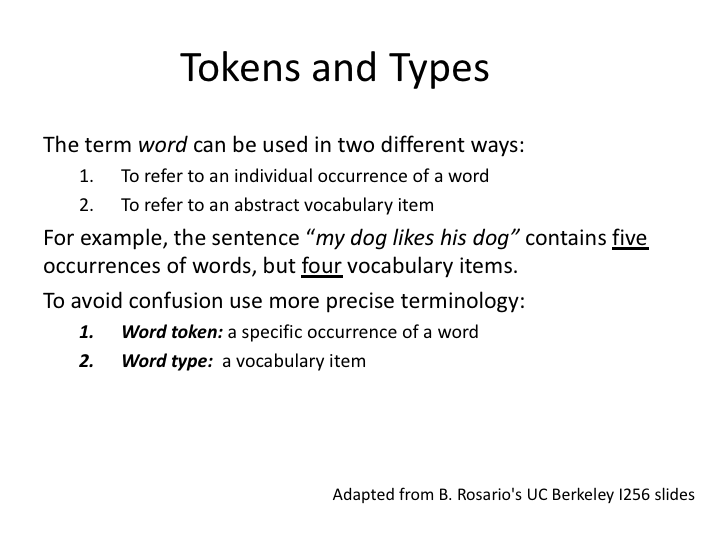 Tokens and Types
The term word can be used in two different ways:
1. To refer to an individual occurrence of a word
2. To refer to an abstract vocabulary item
For example, the sentence “my dog likes his dog” contains five
occurrences of words, but four vocabulary items.
To avoid confusion use more precise terminology:
1. Word token: a specific occurrence of a word
2. Word type: a vocabulary item
Adapted from B. Rosario's UC Berkeley I256 slides